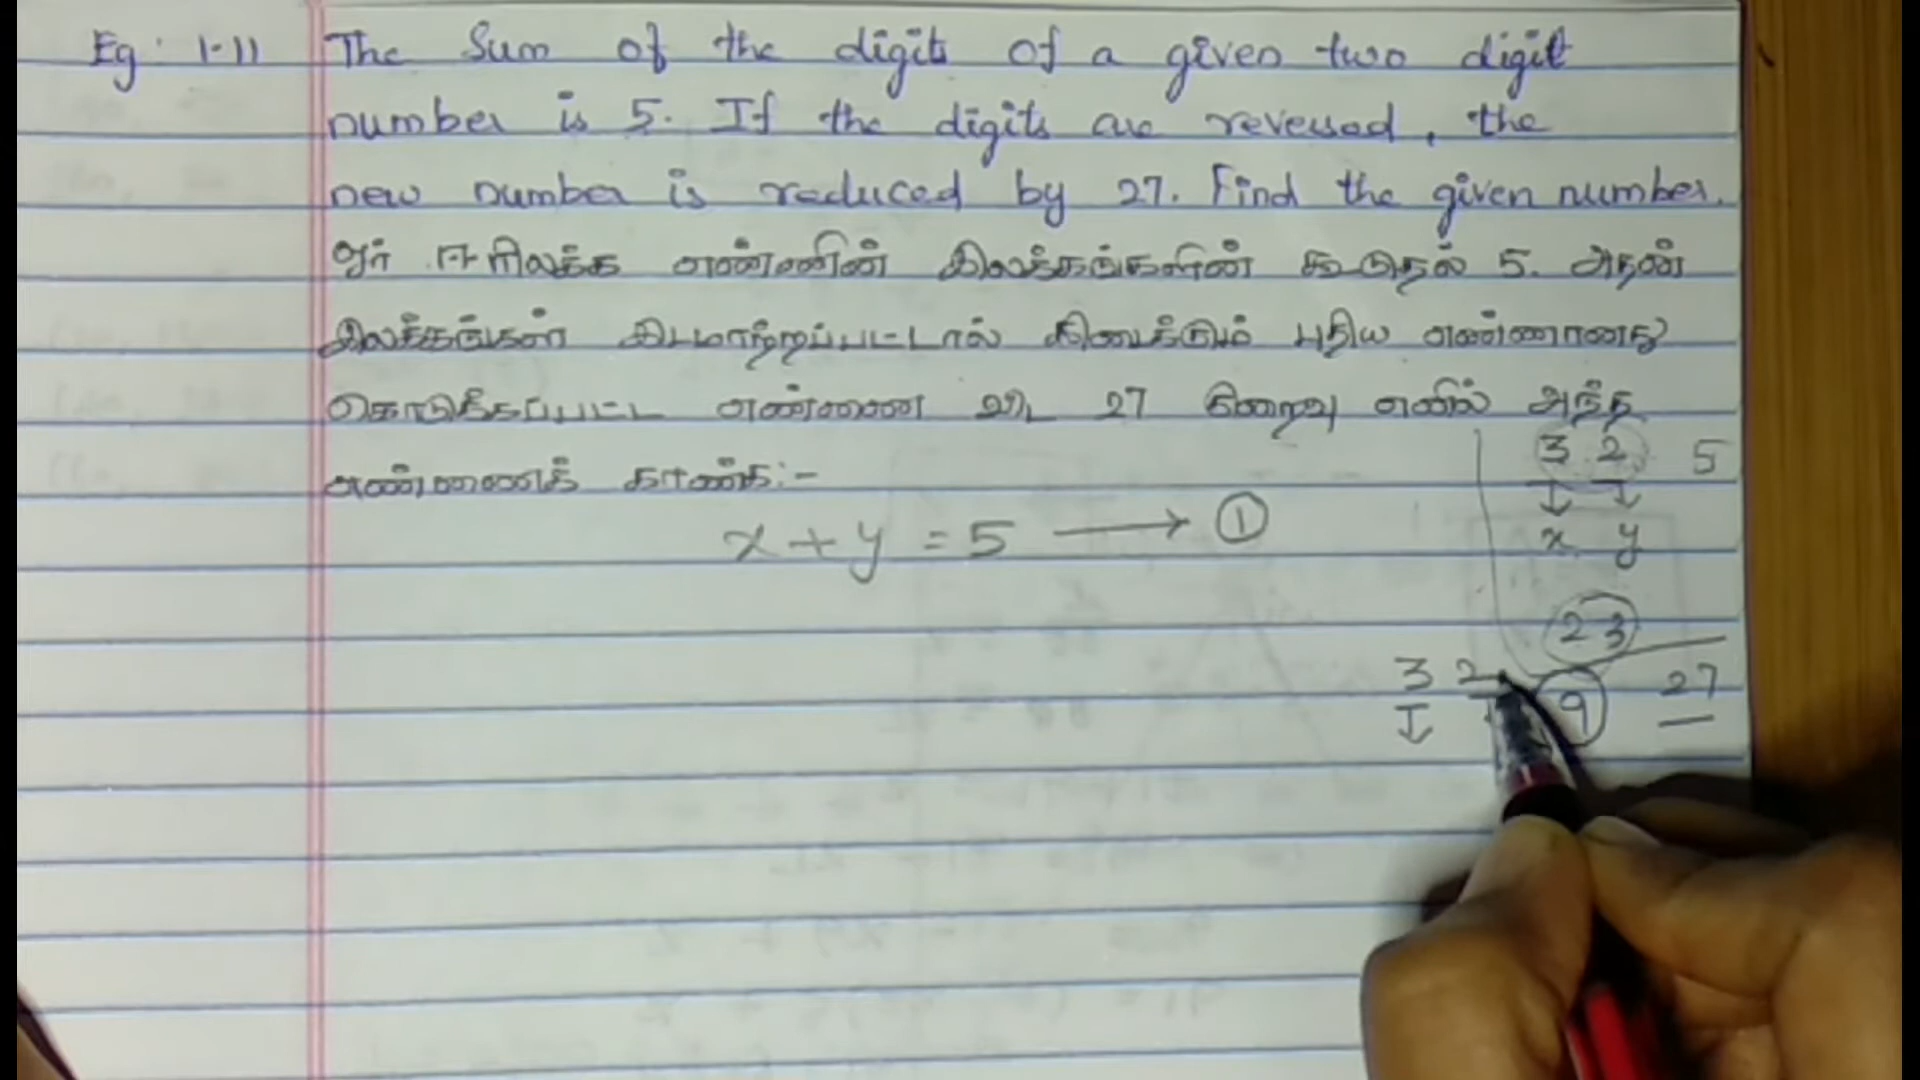 Eg: 1.11 The Sum of the digits of a given two digit
number is 5. If the digits are reversed, the
new number is reduced by 27. Find the given number.
ஓர் ஈரிலக்க எண்ணின் இலக்கங்களின் கூடுதல் 5. அதன்
இலக்கங்கள் இடமாற்றப்பட்டால் கிடைக்கும் புதிய எண்ணானது
கொடுக்கப்பட்ட எண்ணை விட 27 குறைவு எனில் அந்த
எண்ணைக் காண்க:-
3 2 5
↓ ↓
x + y = 5 → ①
x y
23
3 2 9 27
↓